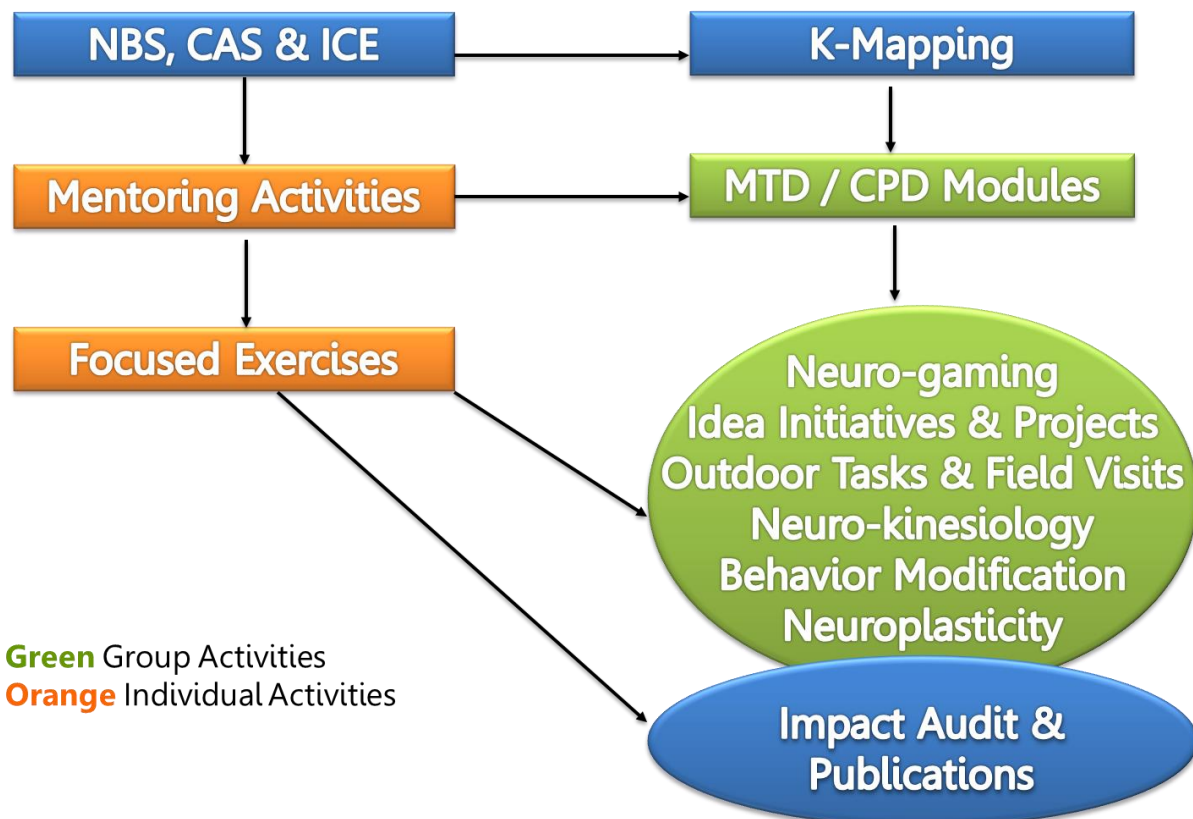 NBS, CAS & ICE
K-Mapping
Mentoring Activities
MTD / CPD Modules
Focused Exercises
Neuro-gaming
Idea Initiatives & Projects
Outdoor Tasks & Field Visits
Neuro-kinesiology
Behavior Modification
Neuroplasticity
Green Group Activities
Orange Individual Activities
Impact Audit &
Publications